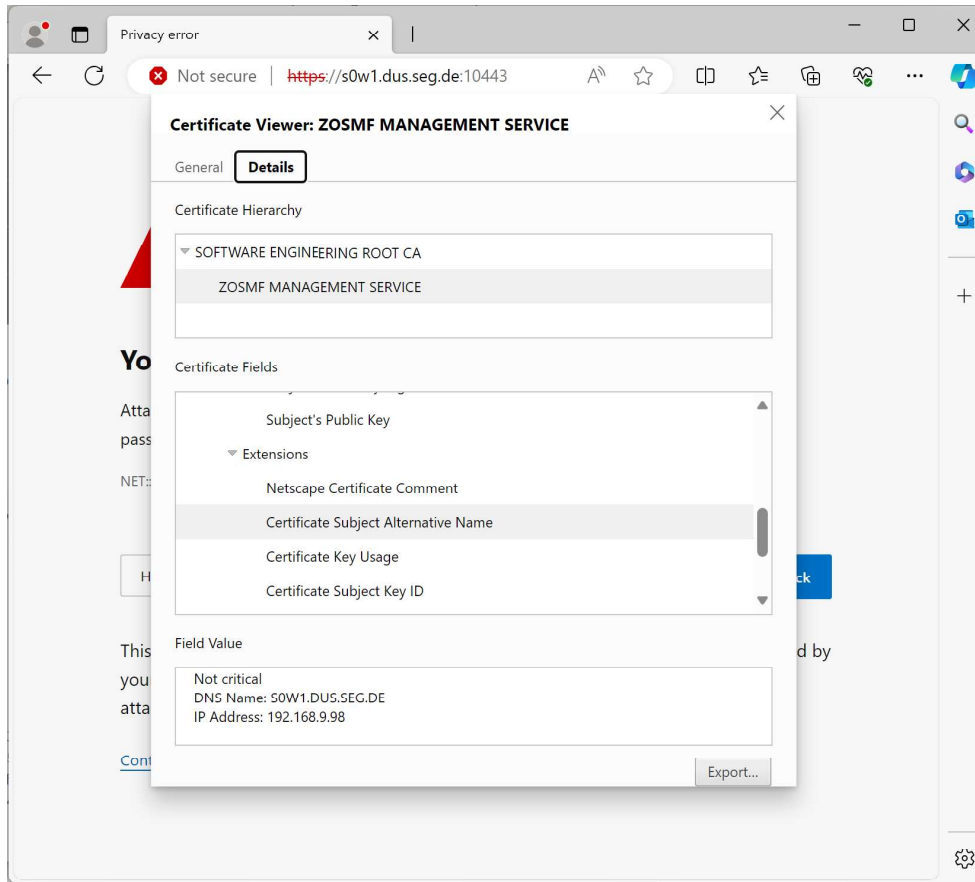 Privacy error
Not secure | https://s0w1.dus.seg.de:10443
Certificate Viewer: ZOSMF MANAGEMENT SERVICE
General Details
Certificate Hierarchy
SOFTWARE ENGINEERING ROOT CA
ZOSMF MANAGEMENT SERVICE
Yo
Certificate Fields
Atta
Subject's Public Key
pass
Extensions
NET::
Netscape Certificate Comment
Certificate Subject Alternative Name
Certificate Key Usage
H
ck
Certificate Subject Key ID
Field Value
This
d by
you
Not critical
DNS Name: S0W1.DUS.SEG.DE
atta
IP Address: 192.168.9.98
Cont
Export...